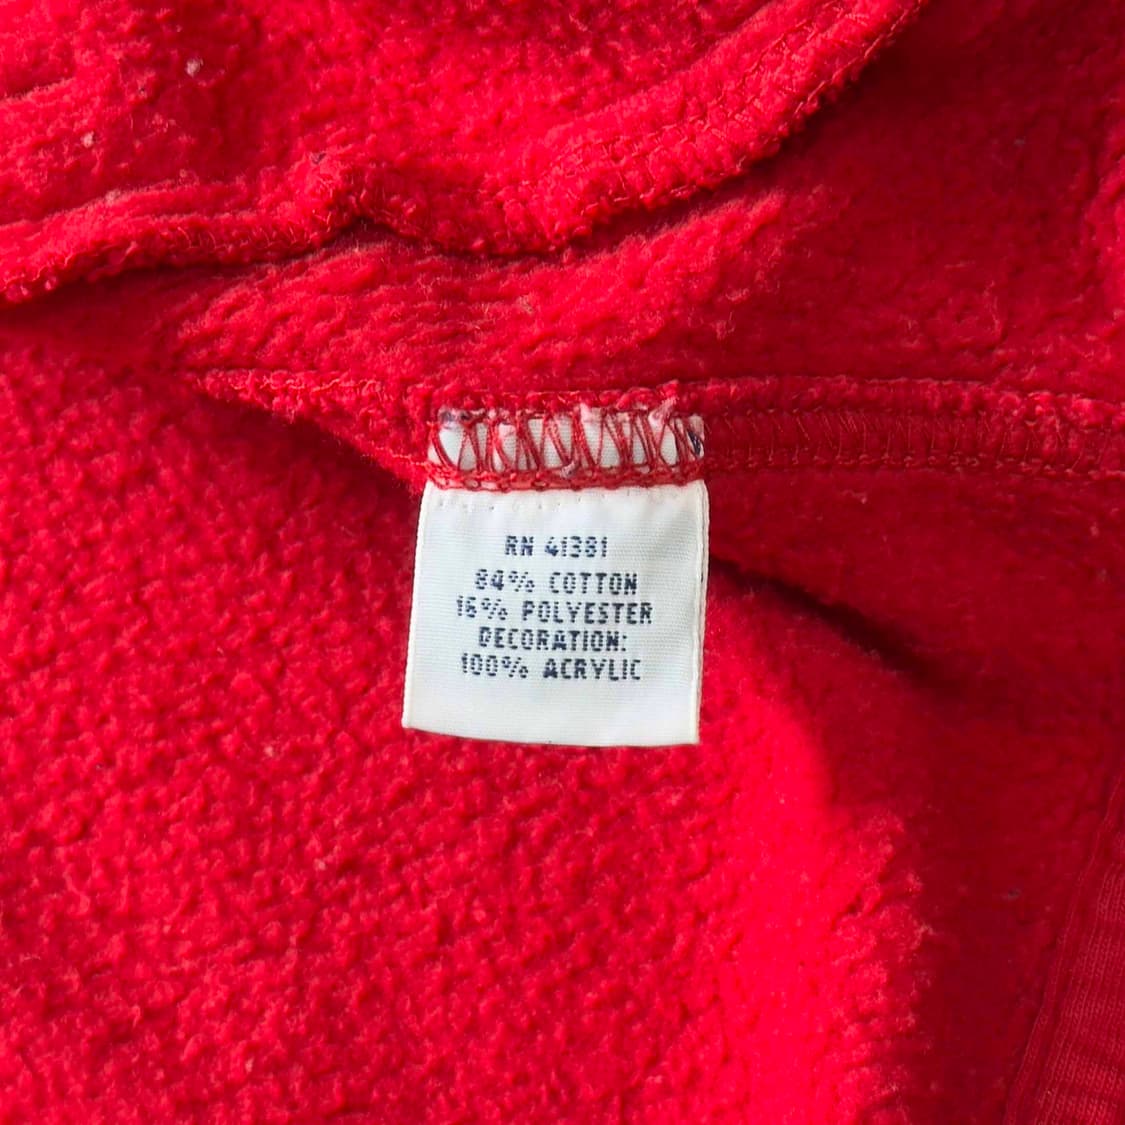 RN 41381
84% COTTON
16% POLYESTER
DECORATION:
100% ACRYLIC